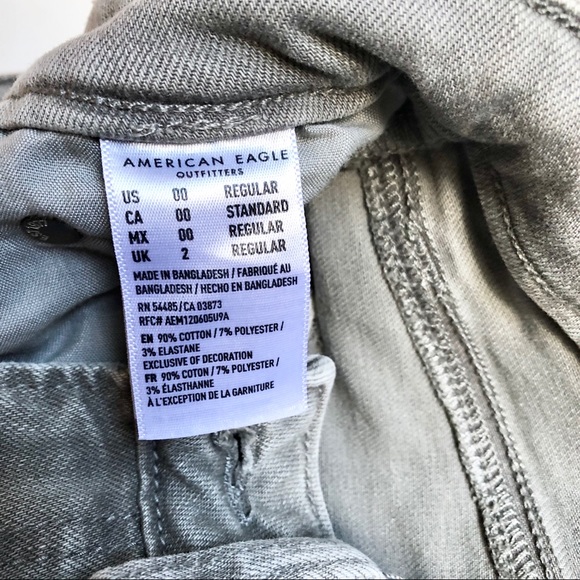 AMERICAN EAGLE
OUTFITTERS
US 00 REGULAR
CA 00 STANDARD
MX 00 REGULAR
UK 2 REGULAR
MADE IN BANGLADESH / FABRIQUÉ AU
BANGLADESH / HECHO EN BANGLADESH
RN 54485 / CA 03873
RFC# AEM120605U9A
EN 90% COTTON / 7% POLYESTER /
3% ELASTANE
EXCLUSIVE OF DECORATION
FR 90% COTON / 7% POLYESTER /
3% ÉLASTHANNE
À L'EXCEPTION DE LA GARNITURE